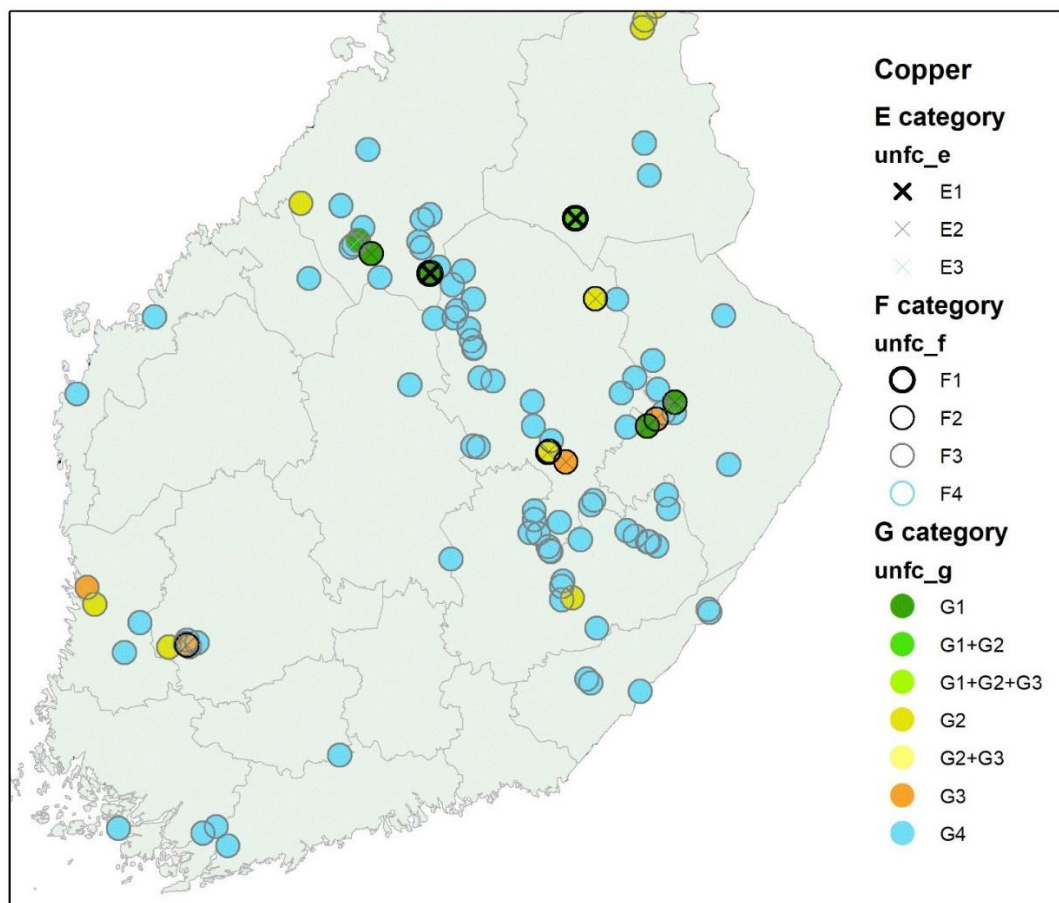 Copper
E category
unfc_e
E1
E2
E3
F category
unfc_f
F1
F2
F3
F4
G category
unfc_g
G1
G1+G2
G1+G2+G3
G2
G2+G3
G3
G4